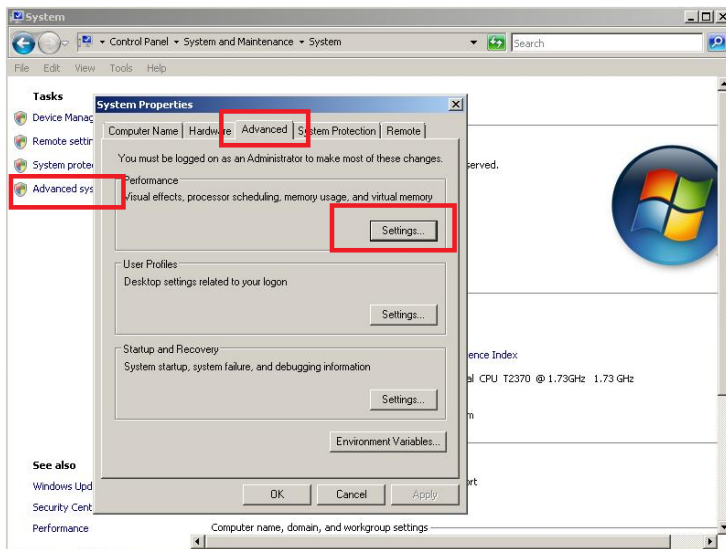 System
Control Panel System and Maintenance System
Search
File Edit View Tools Help
Tasks
Device Manag
Remote settin
System prote
Advanced sys
System Properties
Computer Name Hardware Advanced System Protection Remote
You must be logged on as an Administrator to make most of these changes.
Performance
Visual effects, processor scheduling, memory usage, and virtual memory
Settings...
User Profiles
Desktop settings related to your logon
Settings...
Startup and Recovery
System startup, system failure, and debugging information
Settings...
Environment Variables...
OK Cancel Apply
erved.
ence Index
al CPU T2370 @ 1.73GHz 1.73 GHz
m
ort
See also
Windows Upd
Security Cent
Performance
Computer name, domain, and workgroup settings